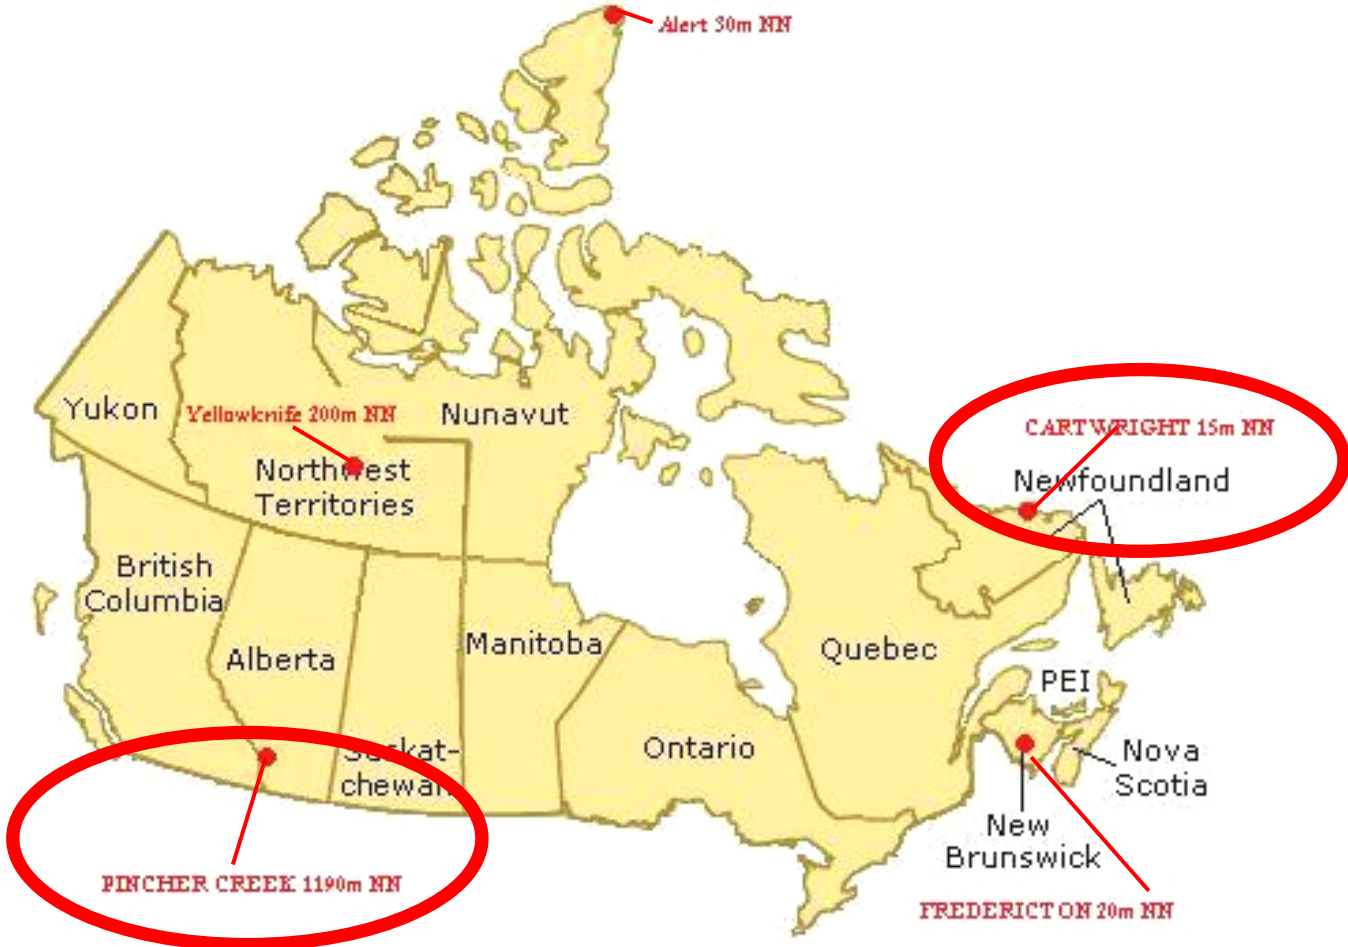 Alert 30m NN
Yukon
Yellowknife 200m NN
Nunavut
CARTWRIGHT 15m NN
Northwest
Territories
Newfoundland
British
Columbia
Alberta
Manitoba
Quebec
PEI
Saskat-
chewan
Ontario
Nova
Scotia
New
Brunswick
PINCHER CREEK 1190m NN
FREDERICTON 20m NN